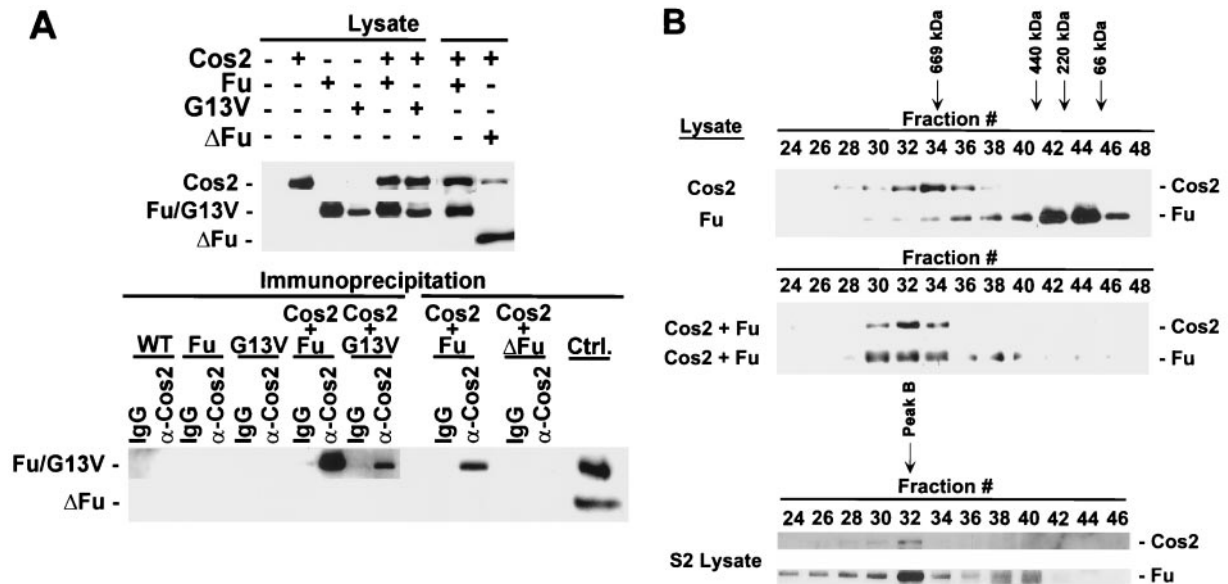 A
Lysate
Cos2 - + - - + + + +
Fu - - + - + - + -
G13V - - - + - + - -
ΔFu - - - - - - - +
Cos2 -
Fu/G13V -
ΔFu -
Immunoprecipitation
WT Fu G13V Cos2 + Fu Cos2 + G13V Cos2 + Fu Cos2 + ΔFu Ctrl.
IgG α-Cos2 IgG α-Cos2 IgG α-Cos2 IgG α-Cos2 IgG α-Cos2 IgG α-Cos2 IgG α-Cos2
Fu/G13V -
ΔFu -
B
669 kDa 440 kDa 220 kDa 66 kDa
Lysate Fraction #
24 26 28 30 32 34 36 38 40 42 44 46 48
Cos2 - Cos2
Fu - Fu
Fraction #
24 26 28 30 32 34 36 38 40 42 44 46 48
Cos2 + Fu - Cos2
Cos2 + Fu - Fu
Peak B
Fraction #
24 26 28 30 32 34 36 38 40 42 44 46
S2 Lysate - Cos2
- Fu